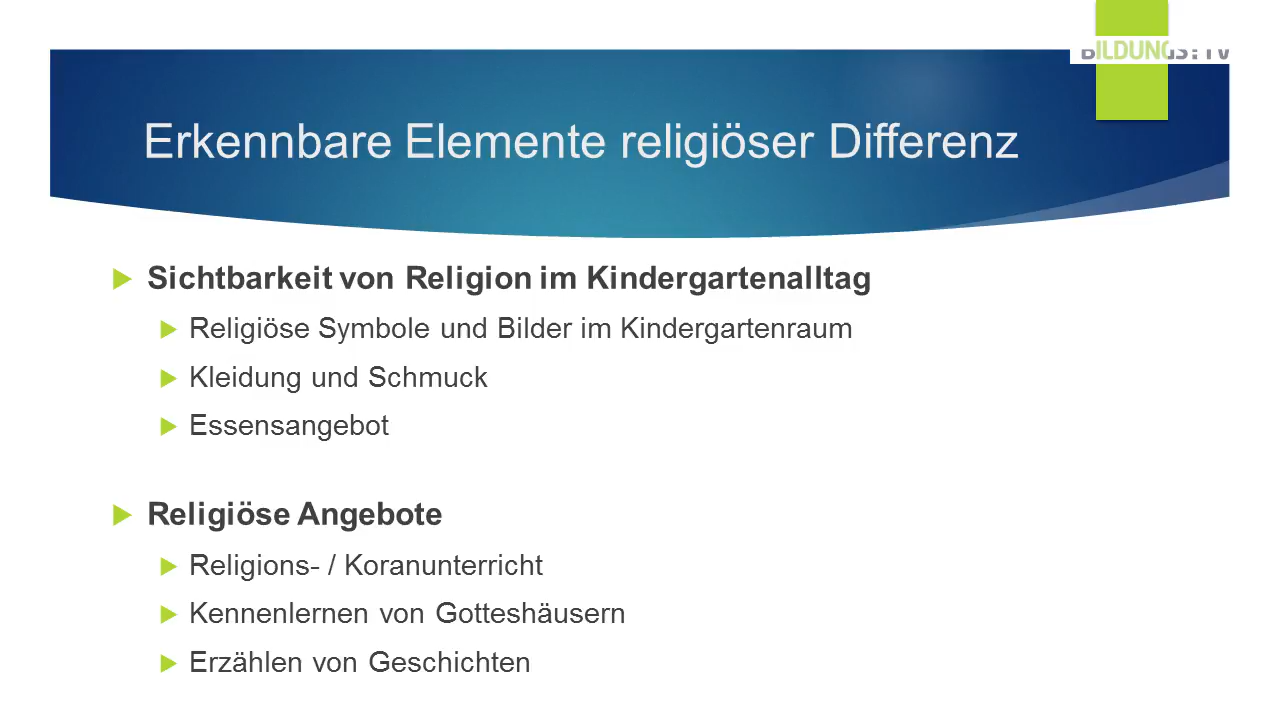 BILDUNGS:TV
Erkennbare Elemente religiöser Differenz
Sichtbarkeit von Religion im Kindergartenalltag
Religiöse Symbole und Bilder im Kindergartenraum
Kleidung und Schmuck
Essensangebot
Religiöse Angebote
Religions- / Koranunterricht
Kennenlernen von Gotteshäusern
Erzählen von Geschichten